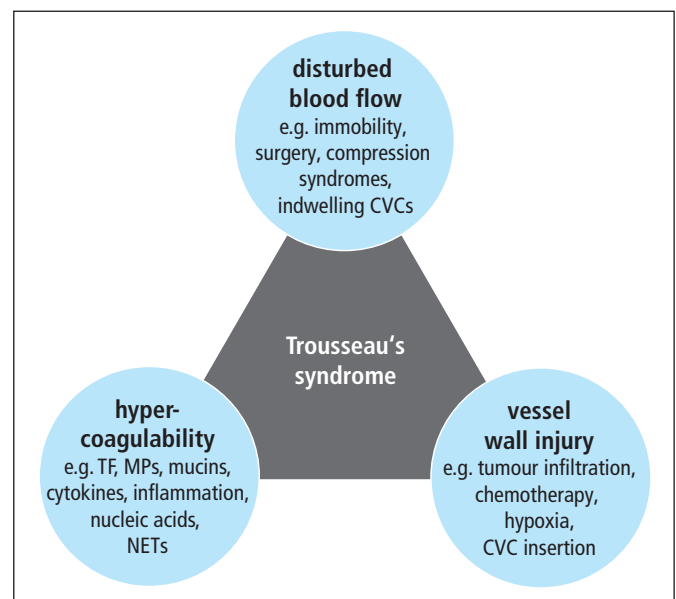 disturbed
blood flow
e.g. immobility,
surgery, compression
syndromes,
indwelling CVCs
Trousseau‘s
syndrome
hyper-
coagulability
e.g. TF, MPs, mucins,
cytokines, inflammation,
nucleic acids,
NETs
vessel
wall injury
e.g. tumour infiltration,
chemotherapy,
hypoxia,
CVC insertion